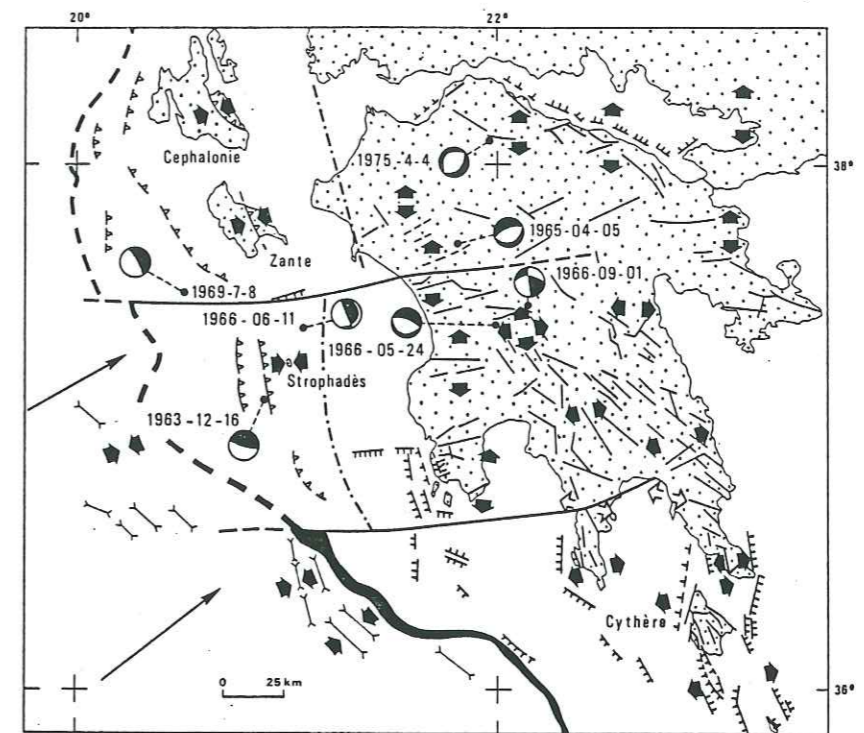 20° 22°
Cephalonie
1975-4-4
38°
1965-04-05
Zante
1966-09-01
1969-7-8
1966-06-11
1966-05-24
Strophadès
1963-12-16
Cythère
0 25 km
36°